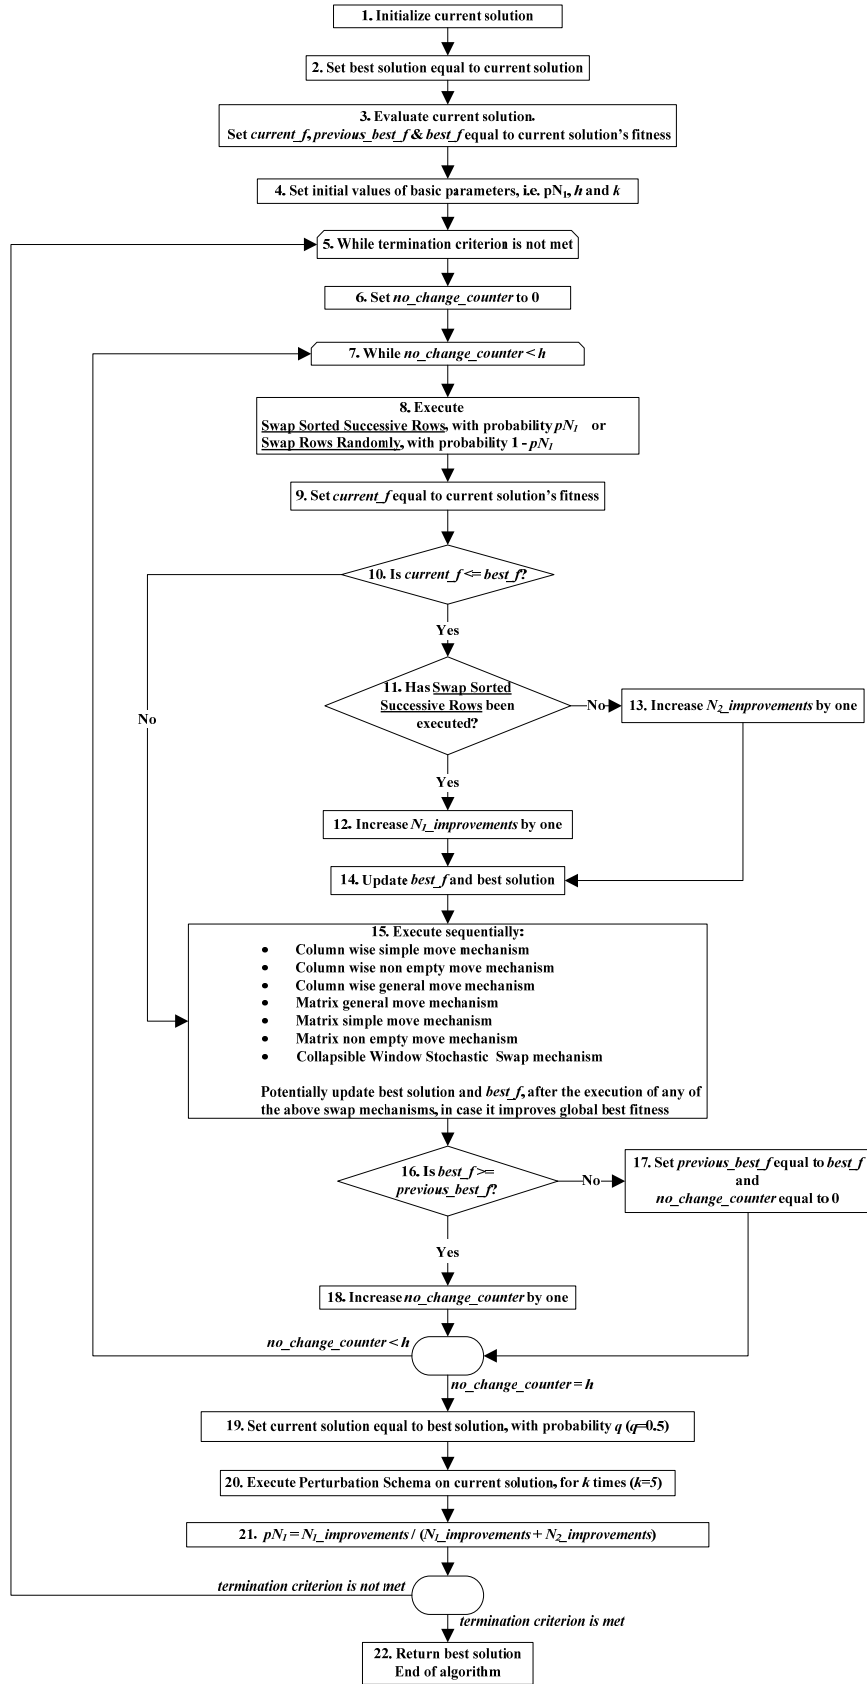 1. Initialize current solution
2. Set best solution equal to current solution
3. Evaluate current solution.
Set current_f, previous_best_f & best_f equal to current solution's fitness
4. Set initial values of basic parameters, i.e. pN1, h and k
5. While termination criterion is not met
6. Set no_change_counter to 0
7. While no_change_counter < h
8. Execute
Swap Sorted Successive Rows, with probability pN1 or
Swap Rows Randomly, with probability 1 - pN1
9. Set current_f equal to current solution's fitness
10. Is current_f <= best_f?
Yes
No
11. Has Swap Sorted
Successive Rows been
executed?
No
13. Increase N2_improvements by one
Yes
12. Increase N1_improvements by one
14. Update best_f and best solution
15. Execute sequentially:
• Column wise simple move mechanism
• Column wise non empty move mechanism
• Column wise general move mechanism
• Matrix general move mechanism
• Matrix simple move mechanism
• Matrix non empty move mechanism
• Collapsible Window Stochastic Swap mechanism
Potentially update best solution and best_f, after the execution of any of
the above swap mechanisms, in case it improves global best fitness
16. Is best_f >=
previous_best_f?
No
17. Set previous_best_f equal to best_f
and
no_change_counter equal to 0
Yes
18. Increase no_change_counter by one
no_change_counter < h
no_change_counter = h
19. Set current solution equal to best solution, with probability q (q=0.5)
20. Execute Perturbation Schema on current solution, for k times (k=5)
21. pN1 = N1_improvements / (N1_improvements + N2_improvements)
termination criterion is not met
termination criterion is met
22. Return best solution
End of algorithm